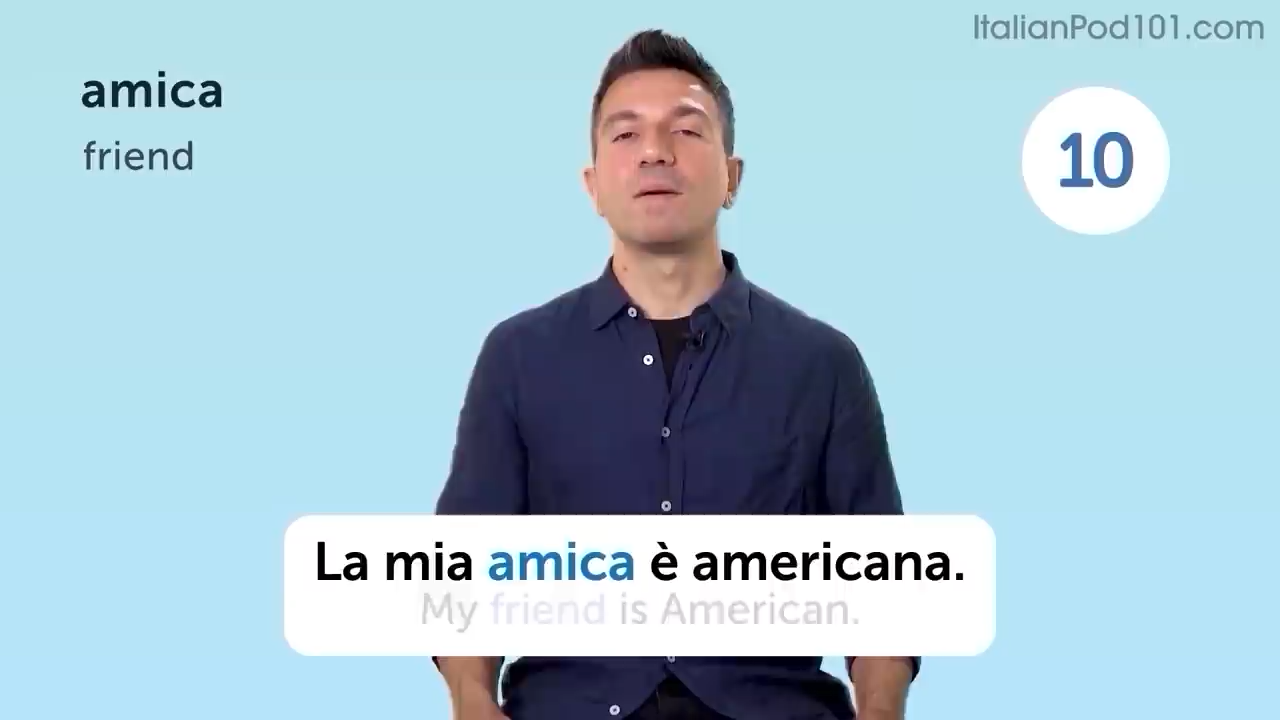 ItalianPod101.com
amica
friend
10
La mia amica è americana.
My friend is American.